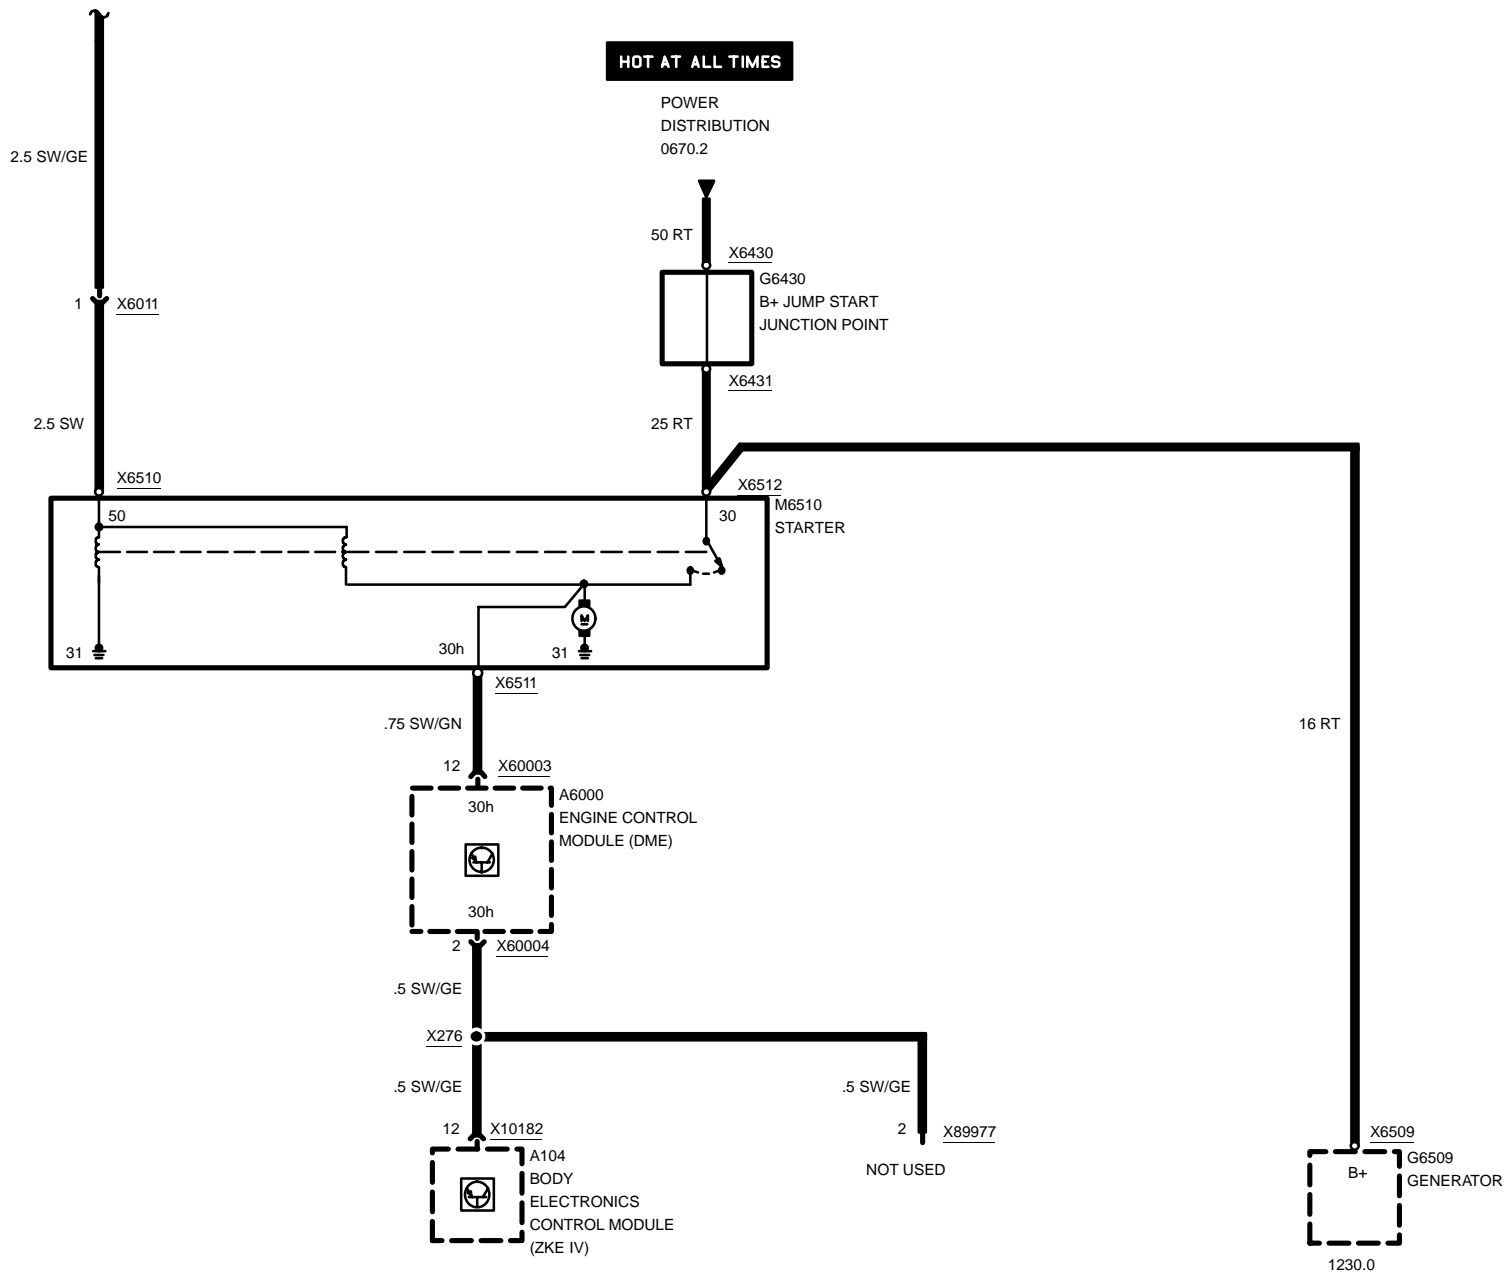 HOT AT ALL TIMES
POWER
DISTRIBUTION
0670.2
2.5 SW/GE
50 RT
X6430
G6430
B+ JUMP START
JUNCTION POINT
1
X6011
X6431
2.5 SW
25 RT
X6510
X6512
M6510
STARTER
50
30
M
31
30h
31
X6511
.75 SW/GN
16 RT
12
X60003
A6000
ENGINE CONTROL
MODULE (DME)
30h
30h
2
X60004
.5 SW/GE
X276
.5 SW/GE
.5 SW/GE
12
X10182
2
X89977
NOT USED
A104
BODY
ELECTRONICS
CONTROL MODULE
(ZKE IV)
X6509
G6509
GENERATOR
B+
1230.0